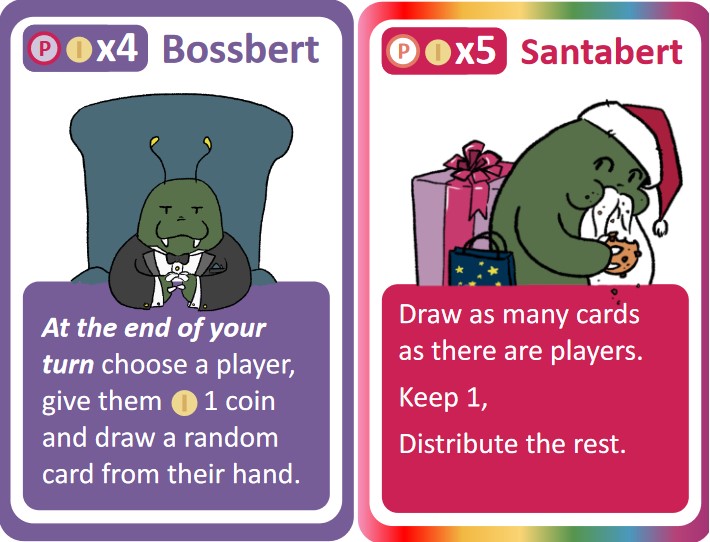 P I x4 Bossbert
At the end of your
turn choose a player,
give them I 1 coin
and draw a random
card from their hand.
P I x5 Santabert
Draw as many cards
as there are players.
Keep 1,
Distribute the rest.